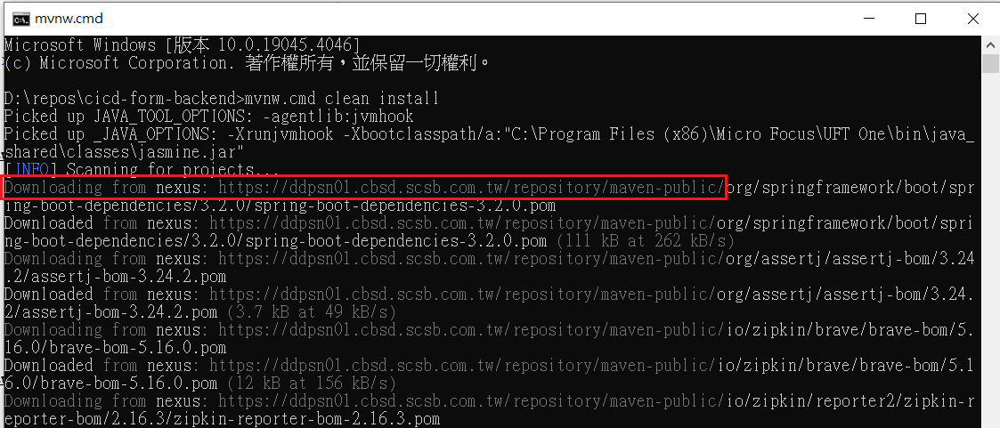 mvnw.cmd
Microsoft Windows [版本 10.0.19045.4046]
(c) Microsoft Corporation. 著作權所有，並保留一切權利。
D:\repos\cicd-form-backend>mvnw.cmd clean install
Picked up JAVA_TOOL_OPTIONS: -agentlib:jvmhook
Picked up _JAVA_OPTIONS: -Xrunjvmhook -Xbootclasspath/a:"C:\Program Files (x86)\Micro Focus\UFT One\bin\java_
shared\classes\jasmine.jar"
[INFO] Scanning for projects...
Downloading from nexus: https://ddpsn01.cbsd.scsb.com.tw/repository/maven-public/org/springframework/boot/spr
ing-boot-dependencies/3.2.0/spring-boot-dependencies-3.2.0.pom
Downloaded from nexus: https://ddpsn01.cbsd.scsb.com.tw/repository/maven-public/org/springframework/boot/spri
ng-boot-dependencies/3.2.0/spring-boot-dependencies-3.2.0.pom (111 kB at 262 kB/s)
Downloading from nexus: https://ddpsn01.cbsd.scsb.com.tw/repository/maven-public/org/assertj/assertj-bom/3.24
.2/assertj-bom-3.24.2.pom
Downloaded from nexus: https://ddpsn01.cbsd.scsb.com.tw/repository/maven-public/org/assertj/assertj-bom/3.24.
2/assertj-bom-3.24.2.pom (3.7 kB at 49 kB/s)
Downloading from nexus: https://ddpsn01.cbsd.scsb.com.tw/repository/maven-public/io/zipkin/brave/brave-bom/5.
16.0/brave-bom-5.16.0.pom
Downloaded from nexus: https://ddpsn01.cbsd.scsb.com.tw/repository/maven-public/io/zipkin/brave/brave-bom/5.1
6.0/brave-bom-5.16.0.pom (12 kB at 156 kB/s)
Downloading from nexus: https://ddpsn01.cbsd.scsb.com.tw/repository/maven-public/io/zipkin/reporter2/zipkin-r
eporter-bom/2.16.3/zipkin-reporter-bom-2.16.3.pom